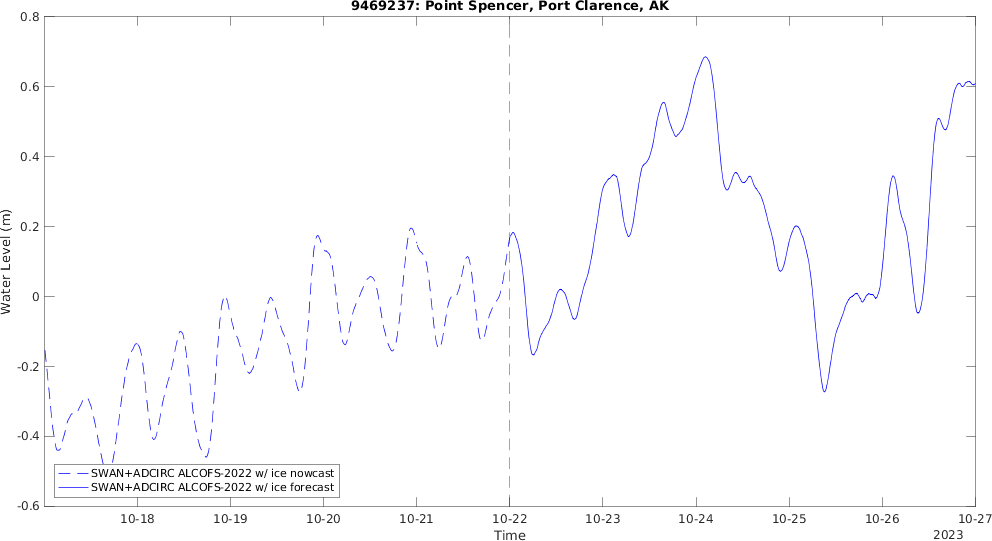 9469237: Point Spencer, Port Clarence, AK
0.8
0.6
0.4
0.2
0
-0.2
-0.4
-0.6
Water Level (m)
SWAN+ADCIRC ALCOFS-2022 w/ ice nowcast
SWAN+ADCIRC ALCOFS-2022 w/ ice forecast
10-18 10-19 10-20 10-21 10-22 10-23 10-24 10-25 10-26 10-27
Time
2023